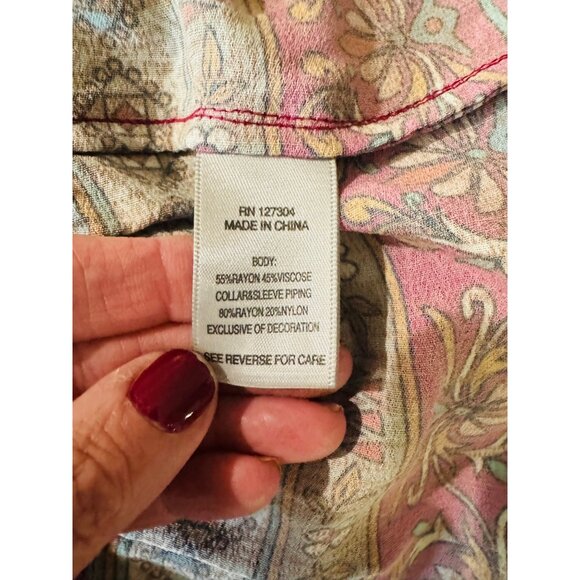 RN 127304
MADE IN CHINA
BODY:
55%RAYON 45%VISCOSE
COLLAR&SLEEVE PIPING
80%RAYON 20%NYLON
EXCLUSIVE OF DECORATION
SEE REVERSE FOR CARE